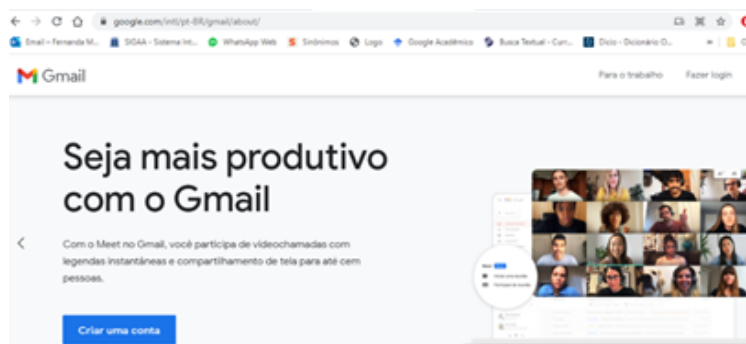 google.com/intl/pt-BR/gmail/about/
Email – Fernanda M... SIGAA - Sistema Int... WhatsApp Web Sinônimos Logo Google Acadêmico Busca Textual - Curr... Dicio - Dicionário O... »
Gmail Para o trabalho Fazer login
Seja mais produtivo
com o Gmail
Com o Meet no Gmail, você participa de videochamadas com
legendas instantâneas e compartilhamento de tela para até cem
pessoas.
Criar uma conta